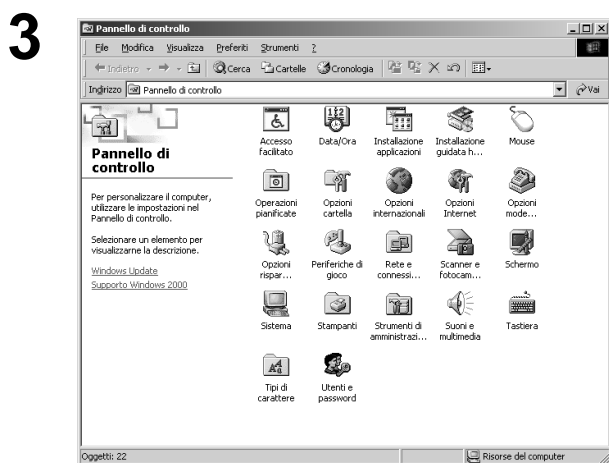 3
Pannello di controllo
File Modifica Visualizza Preferiti Strumenti ?
Indietro Cerca Cartelle Cronologia
Indirizzo Pannello di controllo Vai
Pannello di
controllo
Per personalizzare il computer,
utilizzare le impostazioni nel
Pannello di controllo.
Selezionare un elemento per
visualizzarne la descrizione.
Windows Update
Supporto Windows 2000
Accesso
facilitato
Data/Ora
Installazione
applicazioni
Installazione
guidata h...
Mouse
Operazioni
pianificate
Opzioni
cartella
Opzioni
internazionali
Opzioni
Internet
Opzioni
mode...
Opzioni
rispar...
Periferiche di
gioco
Rete e
connessi...
Scanner e
fotocam...
Schermo
Sistema
Stampanti
Strumenti di
amministrazi...
Suoni e
multimedia
Tastiera
Tipi di
carattere
Utenti e
password
Oggetti: 22 Risorse del computer